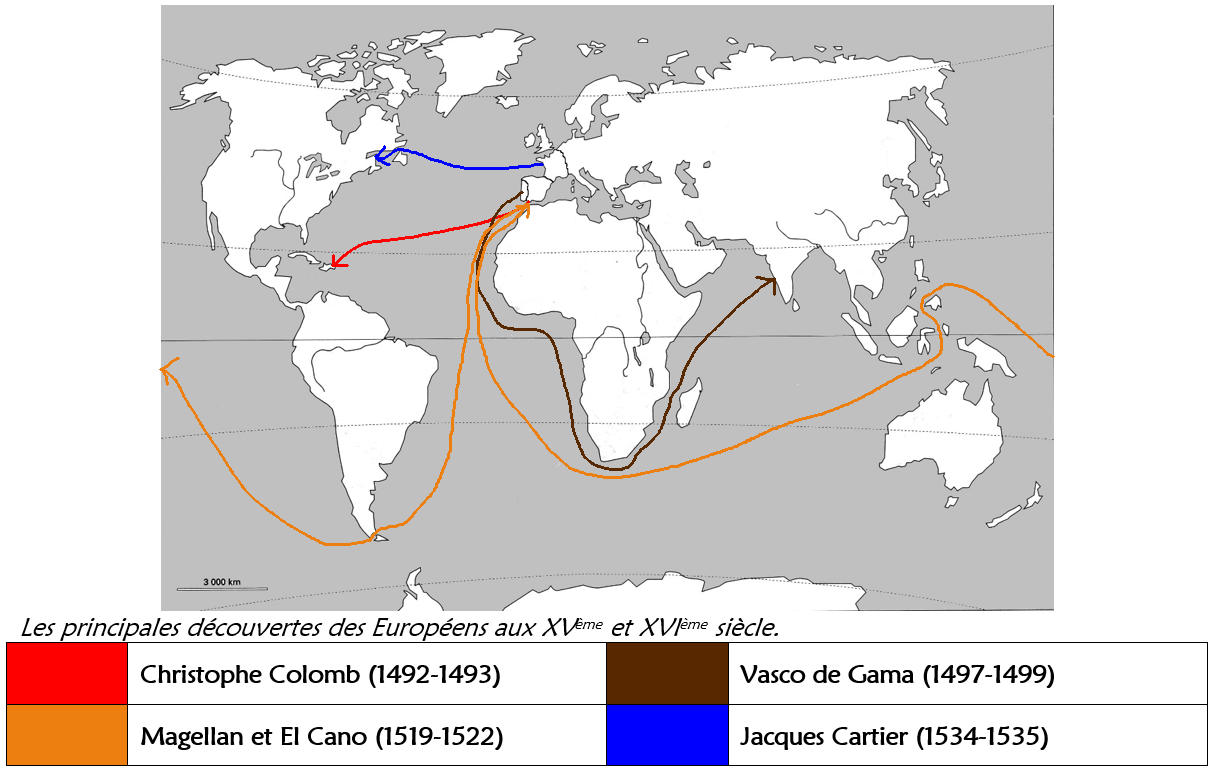 3 000 km
Les principales découvertes des Européens aux XVème et XVIème siècle.
Christophe Colomb (1492-1493)
Vasco de Gama (1497-1499)
Magellan et El Cano (1519-1522)
Jacques Cartier (1534-1535)